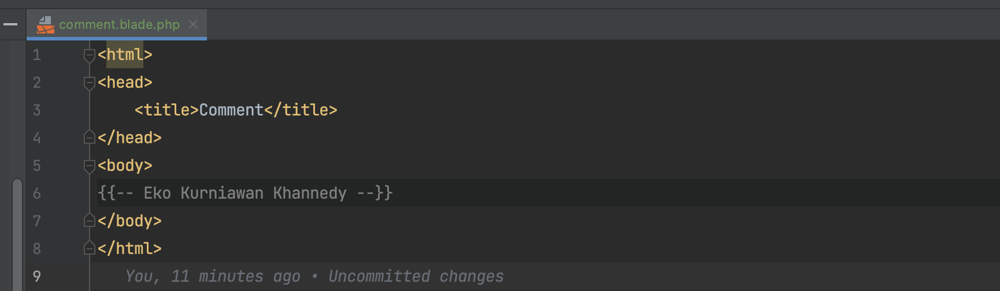 comment.blade.php
1 <html>
2 <head>
3     <title>Comment</title>
4 </head>
5 <body>
6 {{-- Eko Kurniawan Khannedy --}}
7 </body>
8 </html>
9 You, 11 minutes ago • Uncommitted changes